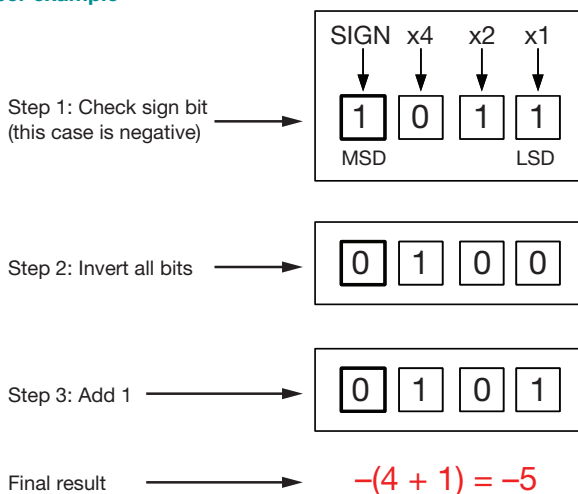 example
SIGN x4 x2 x1
Step 1: Check sign bit
(this case is negative)
1 0 1 1
MSD LSD
Step 2: Invert all bits
0 1 0 0
Step 3: Add 1
0 1 0 1
Final result
–(4 + 1) = –5